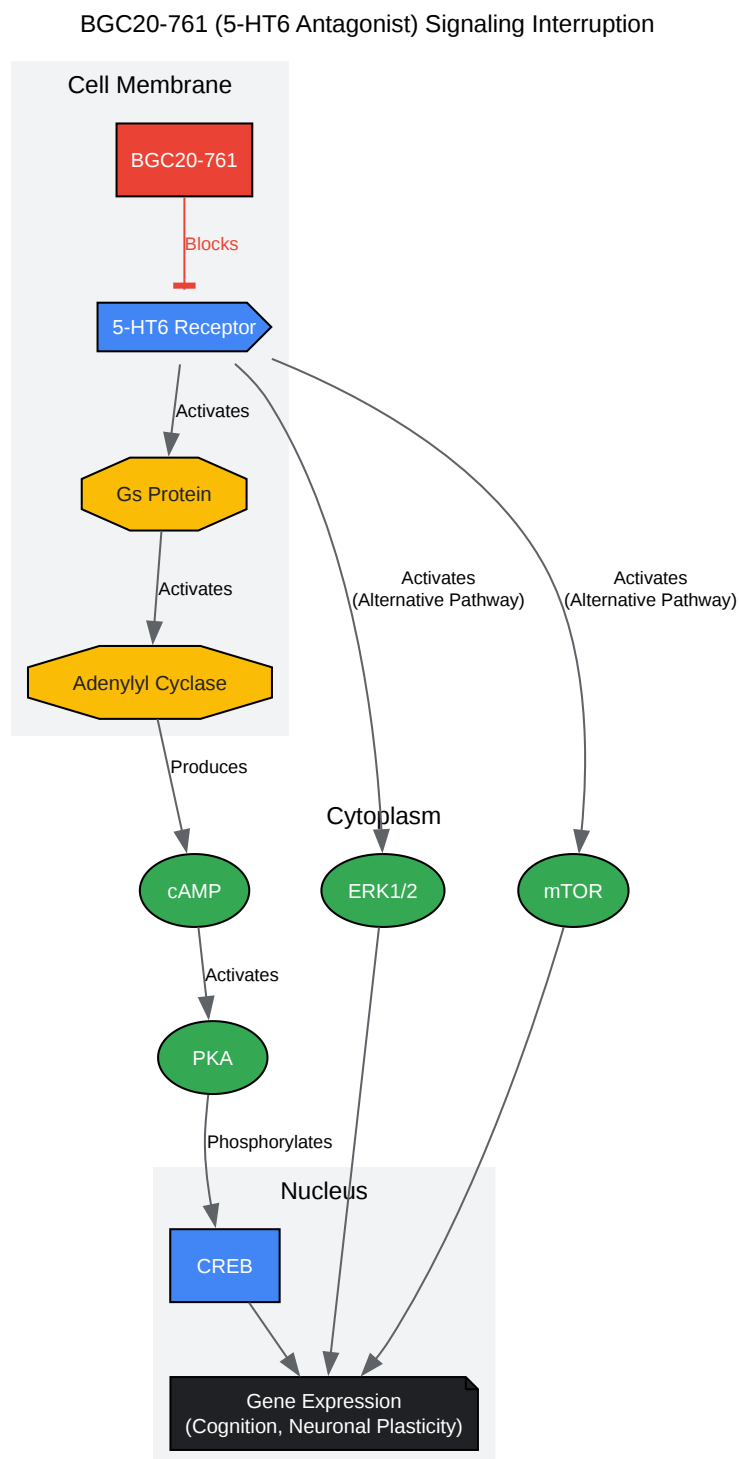 BGC20-761 (5-HT6 Antagonist) Signaling Interruption
Cell Membrane
BGC20-761
Blocks
5-HT6 Receptor
Activates
Gs Protein
Activates
(Alternative Pathway)
Activates
(Alternative Pathway)
Activates
Adenylyl Cyclase
Produces
Cytoplasm
cAMP
ERK1/2
mTOR
Activates
PKA
Phosphorylates
Nucleus
CREB
Gene Expression
(Cognition, Neuronal Plasticity)